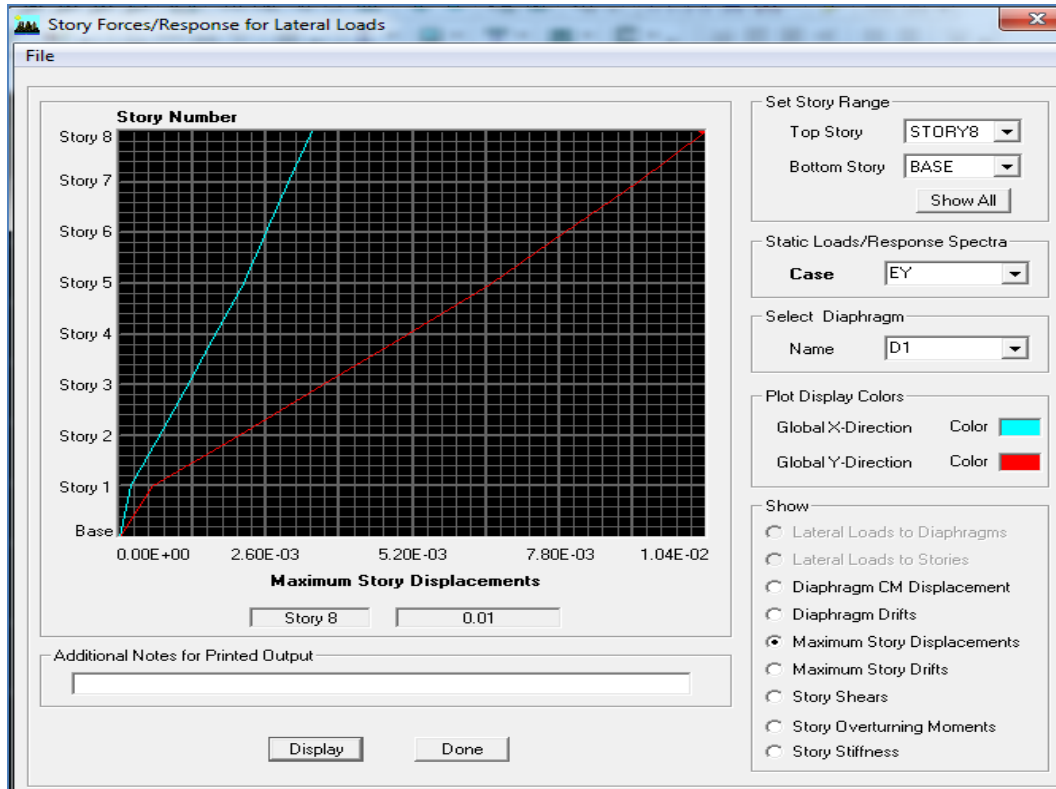 Story Forces/Response for Lateral Loads
File
Story Number
Story 8
Story 7
Story 6
Story 5
Story 4
Story 3
Story 2
Story 1
Base
0.00E+00 2.60E-03 5.20E-03 7.80E-03 1.04E-02
Maximum Story Displacements
Story 8 0.01
Additional Notes for Printed Output
Display Done
Set Story Range
Top Story STORY8
Bottom Story BASE
Show All
Static Loads/Response Spectra
Case EY
Select Diaphragm
Name D1
Plot Display Colors
Global X-Direction Color
Global Y-Direction Color
Show
Lateral Loads to Diaphragms
Lateral Loads to Stories
Diaphragm CM Displacement
Diaphragm Drifts
Maximum Story Displacements
Maximum Story Drifts
Story Shears
Story Overturning Moments
Story Stiffness